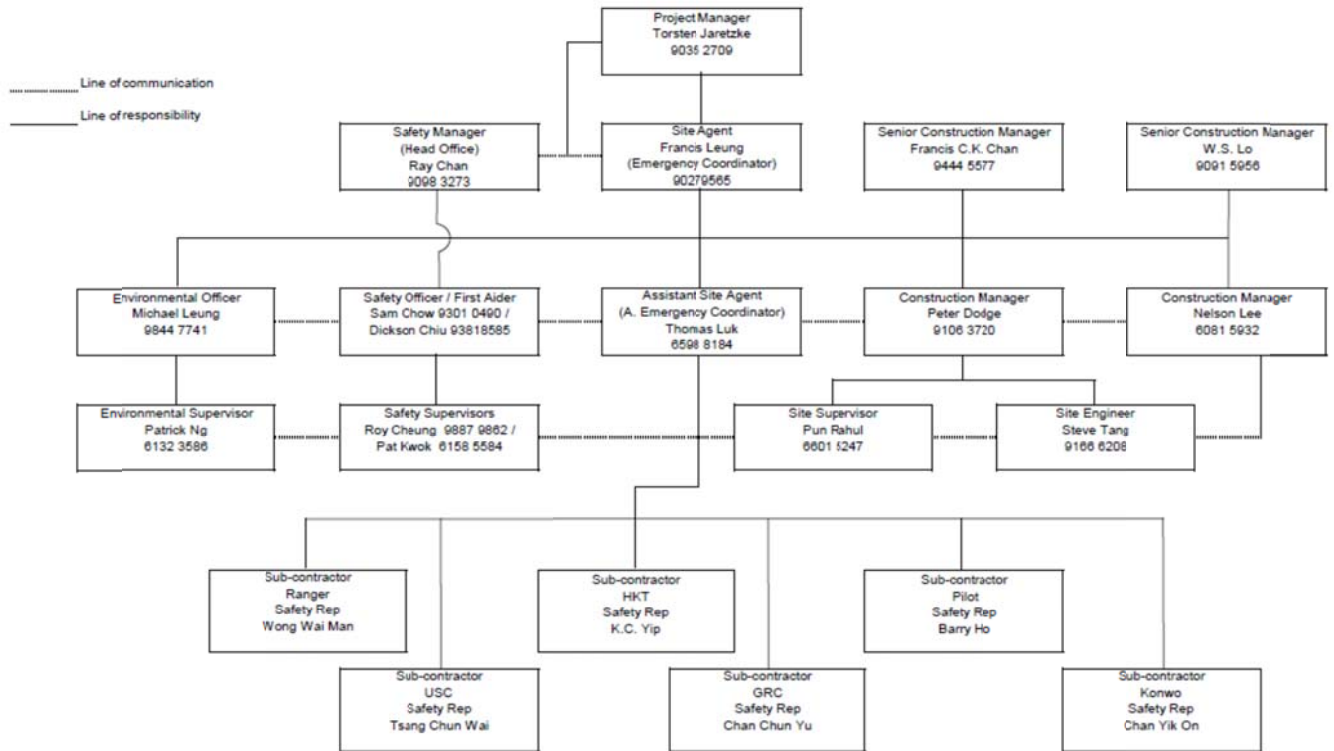 Project Manager
Torsten Jaretzke
9035 2709
Line of communication
Line of responsibility
Safety Manager
(Head Office)
Ray Chan
9098 3273
Site Agent
Francis Leung
(Emergency Coordinator)
90279565
Senior Construction Manager
Francis C.K. Chan
9444 5577
Senior Construction Manager
W.S. Lo
9091 5956
Environmental Officer
Michael Leung
9844 7741
Safety Officer / First Aider
Sam Chow 9301 0490 /
Dickson Chiu 93818585
Assistant Site Agent
(A. Emergency Coordinator)
Thomas Luk
6598 8184
Construction Manager
Peter Dodge
9106 3720
Construction Manager
Nelson Lee
6081 5932
Environmental Supervisor
Patrick Ng
6132 3586
Safety Supervisors
Roy Cheung 9887 9862 /
Pat Kwok 6158 5584
Site Supervisor
Pun Rahul
6601 5247
Site Engineer
Steve Tang
9166 6208
Sub-contractor
Ranger
Safety Rep
Wong Wai Man
Sub-contractor
HKT
Safety Rep
K.C. Yip
Sub-contractor
Pilot
Safety Rep
Barry Ho
Sub-contractor
USC
Safety Rep
Tsang Chun Wai
Sub-contractor
GRC
Safety Rep
Chan Chun Yu
Sub-contractor
Konwo
Safety Rep
Chan Yik On